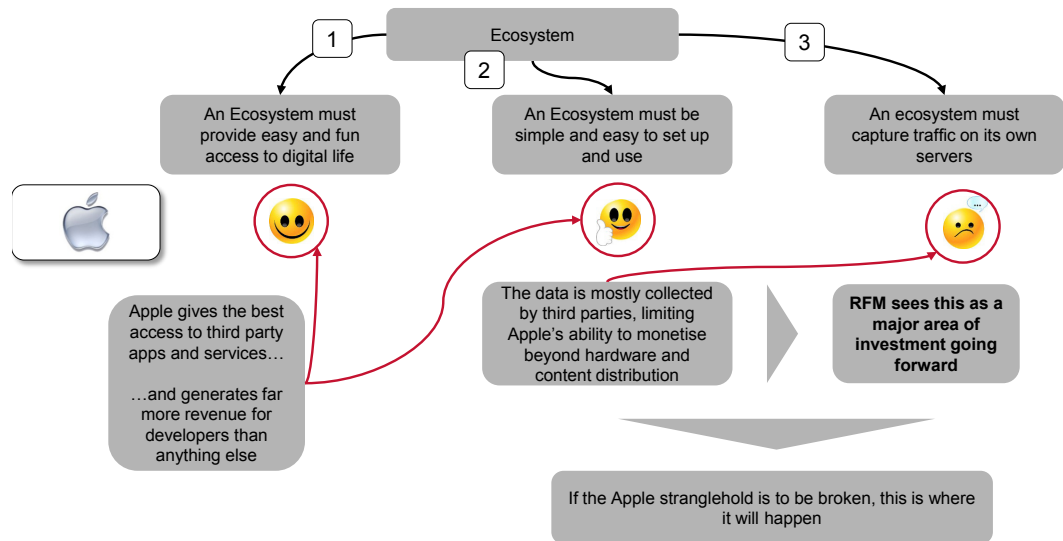 Ecosystem
1
2
3
An Ecosystem must
provide easy and fun
access to digital life
An Ecosystem must be
simple and easy to set up
and use
An ecosystem must
capture traffic on its own
servers
...
Apple gives the best
access to third party
apps and services…
…and generates far
more revenue for
developers than
anything else
The data is mostly collected
by third parties, limiting
Apple’s ability to monetise
beyond hardware and
content distribution
RFM sees this as a
major area of
investment going
forward
If the Apple stranglehold is to be broken, this is where
it will happen